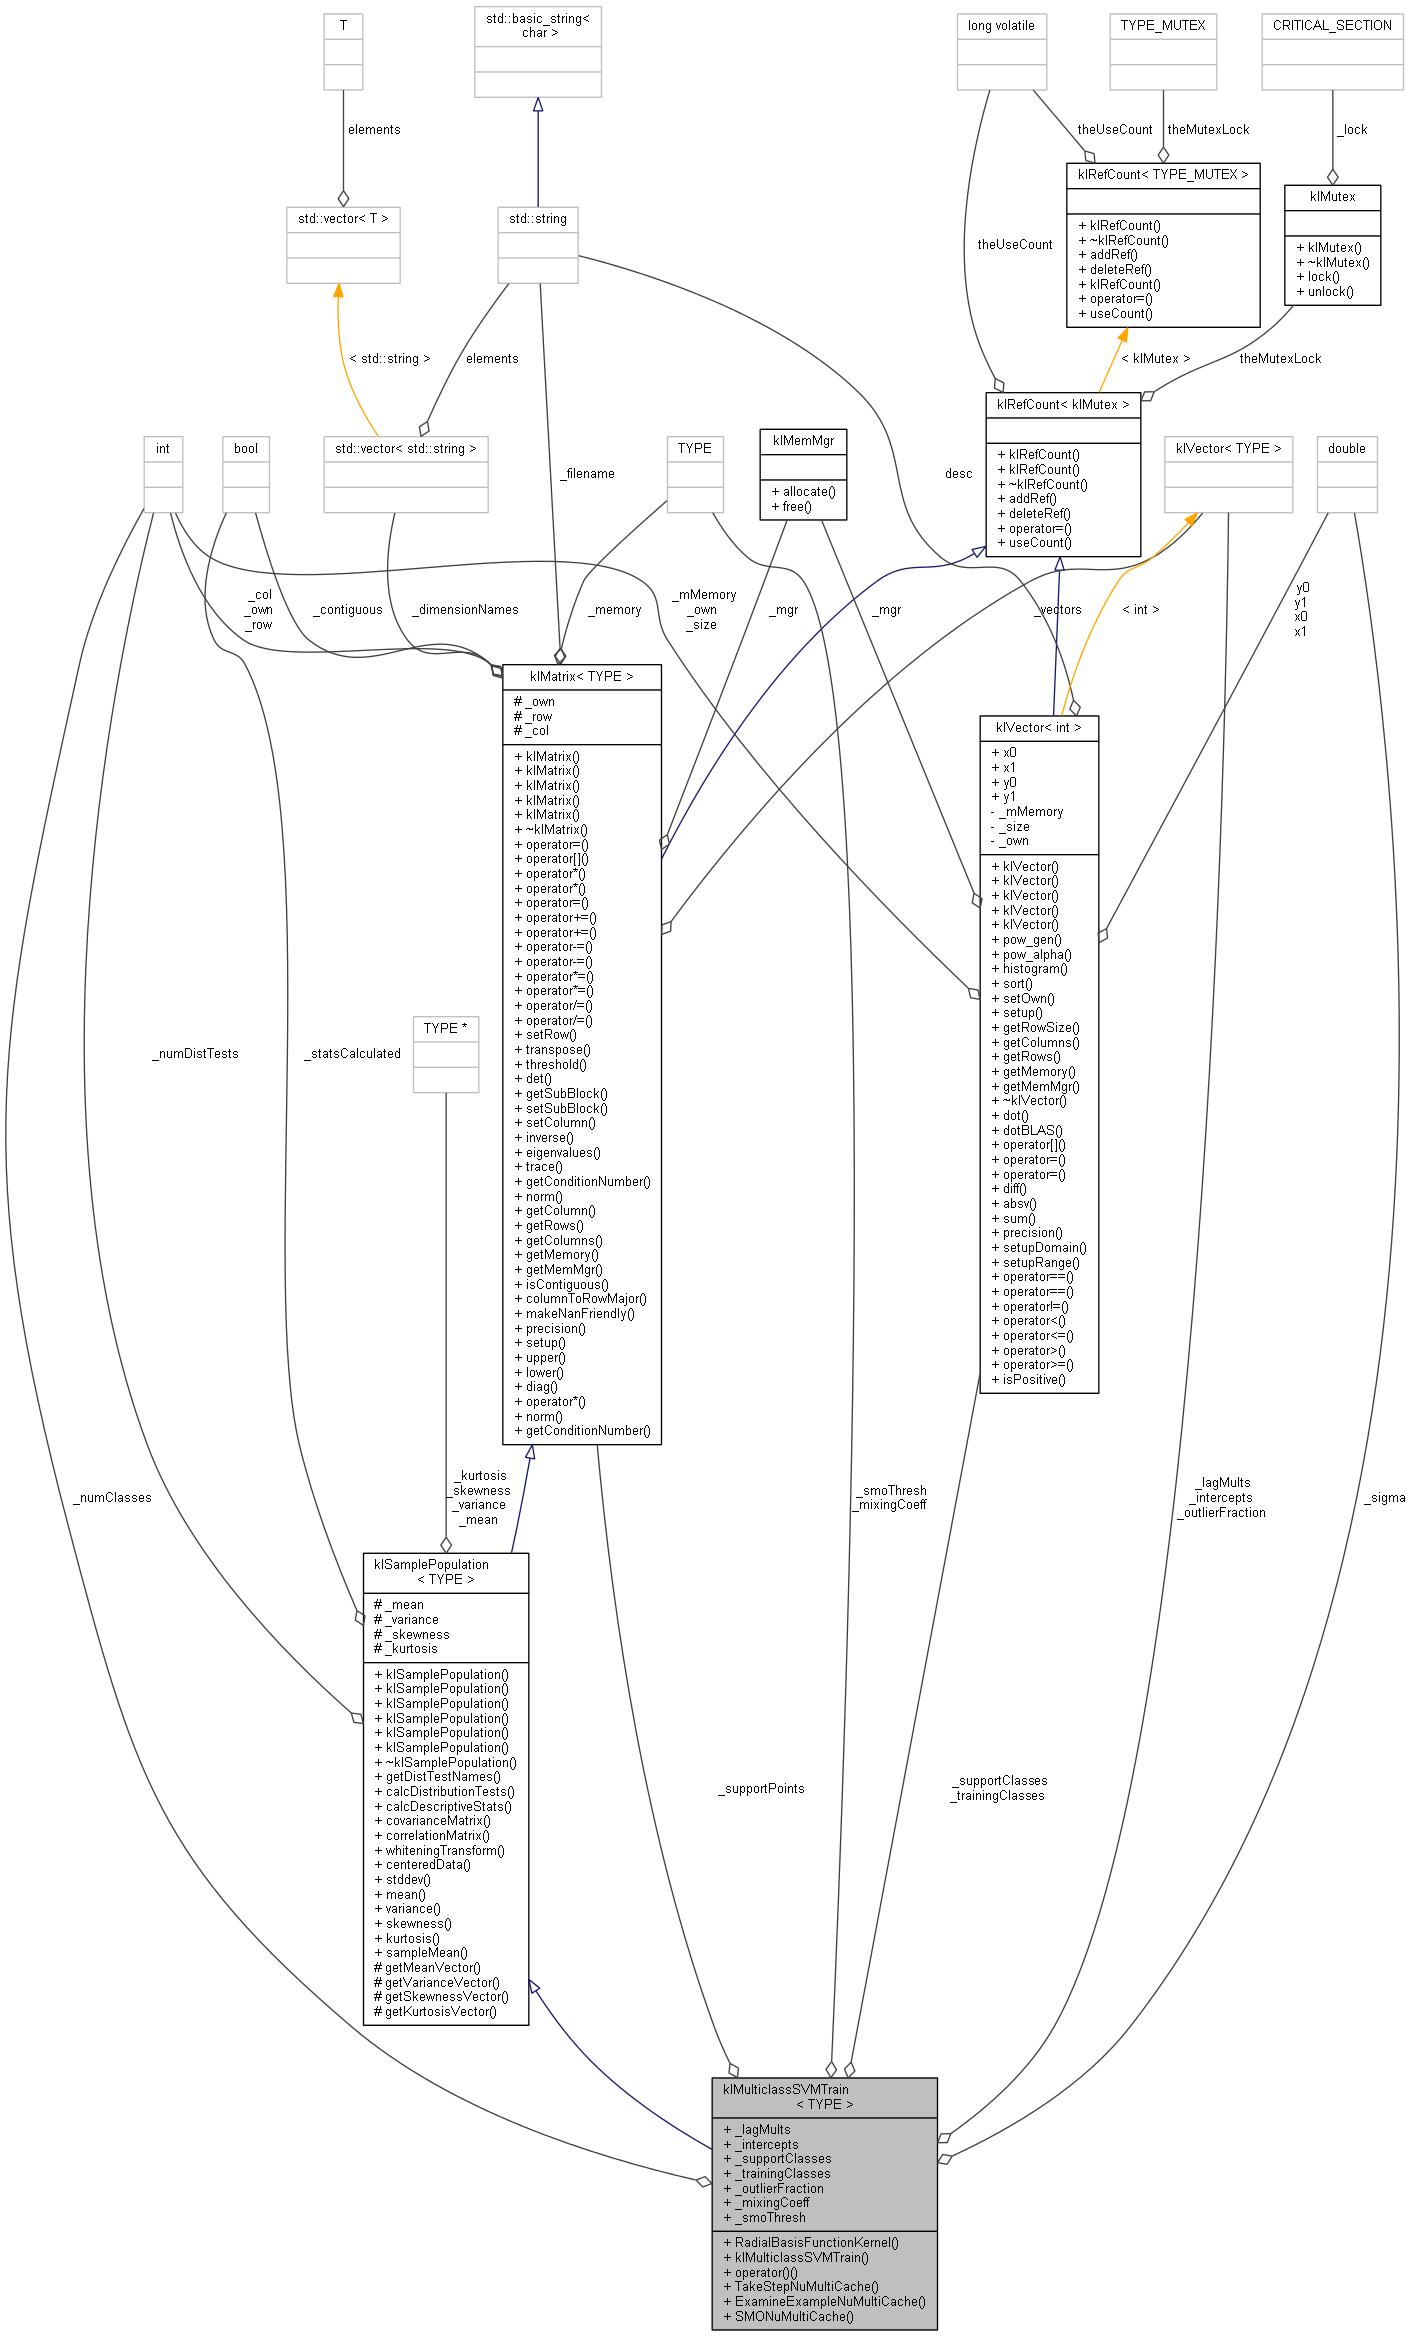 T
std::basic_string<
char >
long volatile
TYPE_MUTEX
CRITICAL_SECTION
elements
theUseCount
theMutexLock
_lock
klRefCount< TYPE_MUTEX >
+ klRefCount()
+ ~klRefCount()
+ addRef()
+ deleteRef()
+ klRefCount()
+ operator=()
+ useCount()
klMutex
+ klMutex()
+ ~klMutex()
+ lock()
+ unlock()
std::vector< T >
std::string
theUseCount
< std::string >
elements
< klMutex >
theMutexLock
klRefCount< klMutex >
+ klRefCount()
+ klRefCount()
+ ~klRefCount()
+ addRef()
+ deleteRef()
+ operator=()
+ useCount()
int
bool
std::vector< std::string >
_filename
TYPE
klMemMgr
+ allocate()
+ free()
desc
klVector< TYPE >
double
_col
_own
_row
_contiguous
_dimensionNames
_memory
_mMemory
_own
_size
_mgr
_mgr
_vectors
< int >
y0
y1
x0
x1
klMatrix< TYPE >
# _own
# _row
# _col
+ klMatrix()
+ klMatrix()
+ klMatrix()
+ klMatrix()
+ klMatrix()
+ ~klMatrix()
+ operator=()
+ operator[]()
+ operator*()
+ operator*()
+ operator=()
+ operator+=()
+ operator+=()
+ operator-=()
+ operator-=()
+ operator*=()
+ operator*=()
+ operator/=()
+ operator/=()
+ setRow()
+ transpose()
+ threshold()
+ det()
+ getSubBlock()
+ setSubBlock()
+ setColumn()
+ inverse()
+ eigenvalues()
+ trace()
+ getConditionNumber()
+ norm()
+ getColumn()
+ getRows()
+ getColumns()
+ getMemory()
+ getMemMgr()
+ isContiguous()
+ columnToRowMajor()
+ makeNanFriendly()
+ precision()
+ setup()
+ upper()
+ lower()
+ diag()
+ operator*()
+ norm()
+ getConditionNumber()
klVector< int >
+ x0
+ x1
+ y0
+ y1
- _mMemory
- _size
- _own
+ klVector()
+ klVector()
+ klVector()
+ klVector()
+ klVector()
+ pow_gen()
+ pow_alpha()
+ histogram()
+ sort()
+ setOwn()
+ setup()
+ getRowSize()
+ getColumns()
+ getRows()
+ getMemory()
+ getMemMgr()
+ ~klVector()
+ dot()
+ dotBLAS()
+ operator[]()
+ operator=()
+ operator=()
+ diff()
+ absv()
+ sum()
+ precision()
+ setupDomain()
+ setupRange()
+ operator==()
+ operator==()
+ operator!=()
+ operator<()
+ operator<=()
+ operator>()
+ operator>=()
+ isPositive()
TYPE *
_numDistTests
_statsCalculated
_numClasses
_kurtosis
_skewness
_variance
_mean
_smoThresh
_mixingCoeff
_lagMults
_intercepts
_outlierFraction
_sigma
klSamplePopulation
< TYPE >
# _mean
# _variance
# _skewness
# _kurtosis
+ klSamplePopulation()
+ klSamplePopulation()
+ klSamplePopulation()
+ klSamplePopulation()
+ klSamplePopulation()
+ klSamplePopulation()
+ ~klSamplePopulation()
+ getDistTestNames()
+ calcDistributionTests()
+ calcDescriptiveStats()
+ covarianceMatrix()
+ correlationMatrix()
+ whiteningTransform()
+ centeredData()
+ stddev()
+ mean()
+ variance()
+ skewness()
+ kurtosis()
+ sampleMean()
# getMeanVector()
# getVarianceVector()
# getSkewnessVector()
# getKurtosisVector()
_supportPoints
_supportClasses
_trainingClasses
klMulticlassSVMTrain
< TYPE >
+ _lagMults
+ _intercepts
+ _supportClasses
+ _trainingClasses
+ _outlierFraction
+ _mixingCoeff
+ _smoThresh
+ RadialBasisFunctionKernel()
+ klMulticlassSVMTrain()
+ operator()()
+ TakeStepNuMultiCache()
+ ExamineExampleNuMultiCache()
+ SMONuMultiCache()